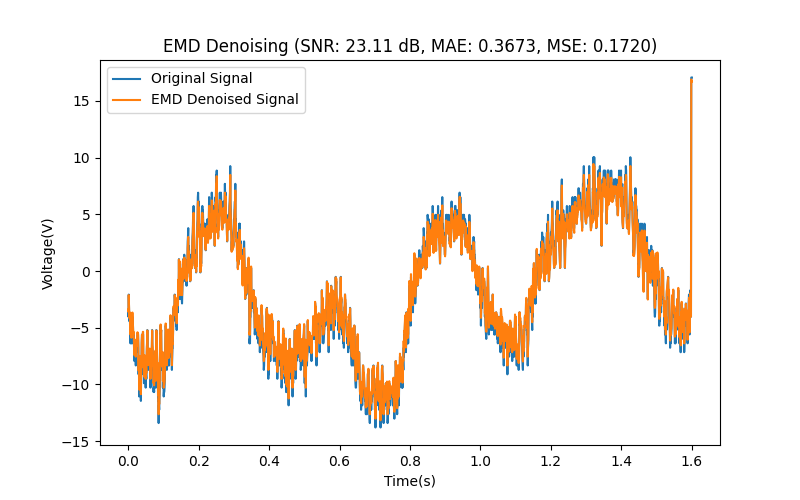 EMD Denoising (SNR: 23.11 dB, MAE: 0.3673, MSE: 0.1720)
Original Signal
EMD Denoised Signal
15
10
5
0
−5
−10
−15
Voltage(V)
0.0 0.2 0.4 0.6 0.8 1.0 1.2 1.4 1.6
Time(s)